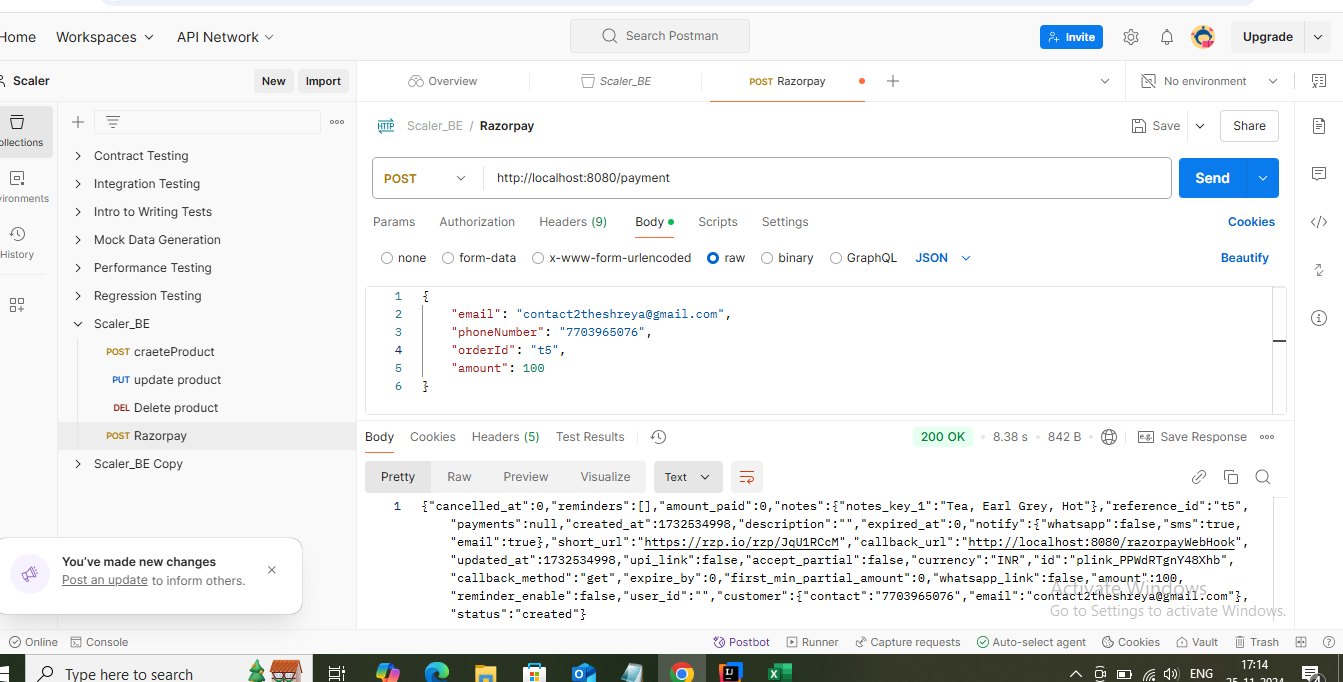 Home Workspaces API Network Search Postman Invite Upgrade
Scaler New Import Overview Scaler_BE POST Razorpay No environment
HTTP Scaler_BE / Razorpay Save Share
ollections
Contract Testing
POST http://localhost:8080/payment Send
Integration Testing
vironments
Intro to Writing Tests
Params Authorization Headers (9) Body Scripts Settings Cookies
Mock Data Generation
History
none form-data x-www-form-urlencoded raw binary GraphQL JSON Beautify
Performance Testing
Regression Testing
Scaler_BE
POST craeteProduct
PUT update product
DEL Delete product
POST Razorpay
Scaler_BE Copy
1 {
2 "email": "contact2theshreya@gmail.com",
3 "phoneNumber": "7703965076",
4 "orderId": "t5",
5 "amount": 100
6 }
Body Cookies Headers (5) Test Results 200 OK 8.38 s 842 B e.g. Save Response
Pretty Raw Preview Visualize Text
1 {"cancelled_at":0,"reminders":[],"amount_paid":0,"notes":{"notes_key_1":"Tea, Earl Grey, Hot"},"reference_id":"t5",
"payments":null,"created_at":1732534998,"description":"","expired_at":0,"notify":{"whatsapp":false,"sms":true,
"email":true},"short_url":"https://rzp.io/rzp/JqU1RCcM","callback_url":"http://localhost:8080/razorpayWebHook",
"updated_at":1732534998,"upi_link":false,"accept_partial":false,"currency":"INR","id":"plink_PPWdRTgnY48Xhb",
"callback_method":"get","expire_by":0,"first_min_partial_amount":0,"whatsapp_link":false,"amount":100,
"reminder_enable":false,"user_id":"","customer":{"contact":"7703965076","email":"contact2theshreya@gmail.com"},
"status":"created"}
You've made new changes
Post an update to inform others.
Activate Windows
Go to Settings to activate Windows.
Online Console Postbot Runner Capture requests Auto-select agent Cookies Vault Trash
Type here to search ENG 17:14
25-11-2024 4